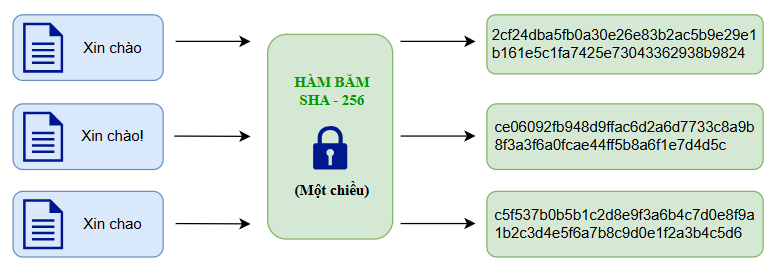 Xin chào
2cf24dba5fb0a30e26e83b2ac5b9e29e1
b161e5c1fa7425e73043362938b9824
HÀM BĂM
SHA - 256
Xin chào!
ce06092fb948d9ffac6d2a6d7733c8a9b
8f3a3f6a0fcae44ff5b8a6f1e7d4d5c
(Một chiều)
Xin chao
c5f537b0b5b1c2d8e9f3a6b4c7d0e8f9a
1b2c3d4e5f6a7b8c9d0e1f2a3b4c5d6